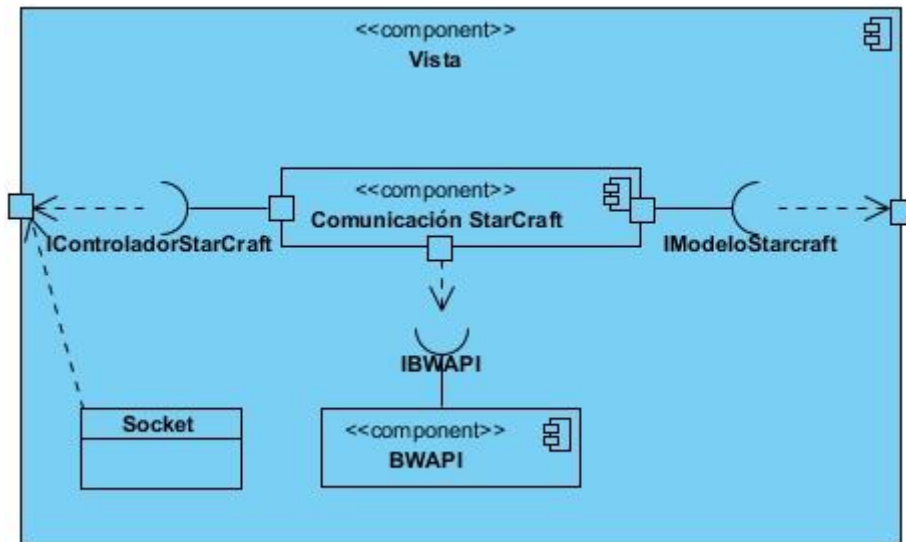 <<component>>
Vista
<<component>>
Comunicación StarCraft
IControladorStarCraft
IModeloStarcraft
IBWAPI
Socket
<<component>>
BWAPI